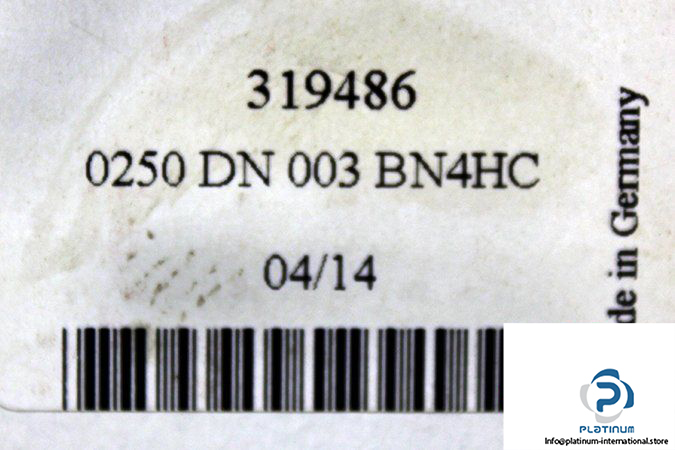 319486
0250 DN 003 BN4HC
04/14
de in Germany
PLATINUM
Info@platinum-international.store